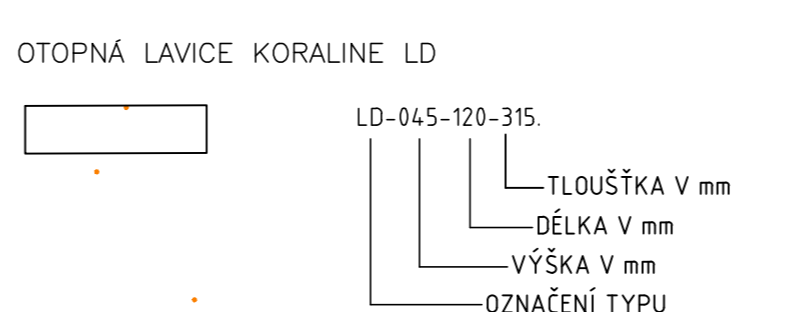 OTOPNÁ LAVICE KORALINE LD
LD-045-120-315.
TLOUŠŤKA V mm
DÉLKA V mm
VÝŠKA V mm
OZNAČENÍ TYPU